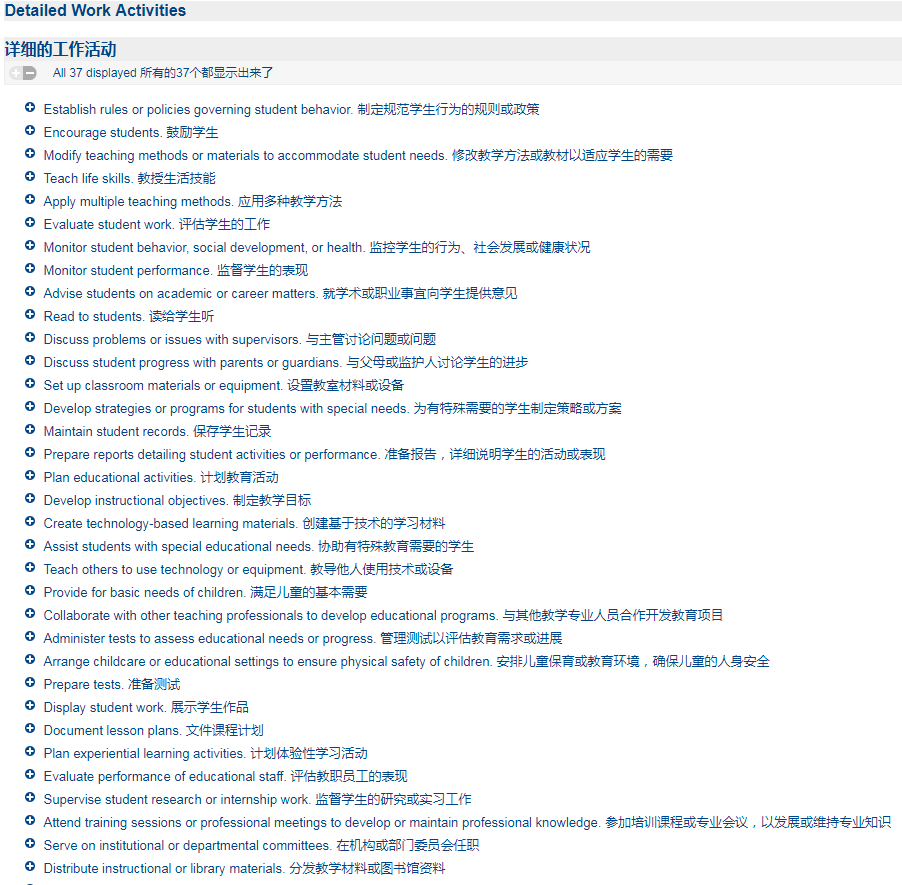 Detailed Work Activities
详细的工作活动
All 37 displayed 所有的37个都显示出来了
Establish rules or policies governing student behavior. 制定规范学生行为的规则或政策
Encourage students. 鼓励学生
Modify teaching methods or materials to accommodate student needs. 修改教学方法或教材以适应学生的需要
Teach life skills. 教授生活技能
Apply multiple teaching methods. 应用多种教学方法
Evaluate student work. 评估学生的工作
Monitor student behavior, social development, or health. 监控学生的行为、社会发展或健康状况
Monitor student performance. 监督学生的表现
Advise students on academic or career matters. 就学术或职业事宜向学生提供意见
Read to students. 读给学生听
Discuss problems or issues with supervisors. 与主管讨论问题或问题
Discuss student progress with parents or guardians. 与父母或监护人讨论学生的进步
Set up classroom materials or equipment. 设置教室材料或设备
Develop strategies or programs for students with special needs. 为有特殊需要的学生制定策略或方案
Maintain student records. 保存学生记录
Prepare reports detailing student activities or performance. 准备报告，详细说明学生的活动或表现
Plan educational activities. 计划教育活动
Develop instructional objectives. 制定教学目标
Create technology-based learning materials. 创建基于技术的学习材料
Assist students with special educational needs. 协助有特殊教育需要的学生
Teach others to use technology or equipment. 教导他人使用技术或设备
Provide for basic needs of children. 满足儿童的基本需要
Collaborate with other teaching professionals to develop educational programs. 与其他教学专业人员合作开发教育项目
Administer tests to assess educational needs or progress. 管理测试以评估教育需求或进展
Arrange childcare or educational settings to ensure physical safety of children. 安排儿童保育或教育环境，确保儿童的人身安全
Prepare tests. 准备测试
Display student work. 展示学生作品
Document lesson plans. 文件课程计划
Plan experiential learning activities. 计划体验性学习活动
Evaluate performance of educational staff. 评估教职员工的表现
Supervise student research or internship work. 监督学生的研究或实习工作
Attend training sessions or professional meetings to develop or maintain professional knowledge. 参加培训课程或专业会议，以发展或维持专业知识
Serve on institutional or departmental committees. 在机构或部门委员会任职
Distribute instructional or library materials. 分发教学材料或图书馆资料